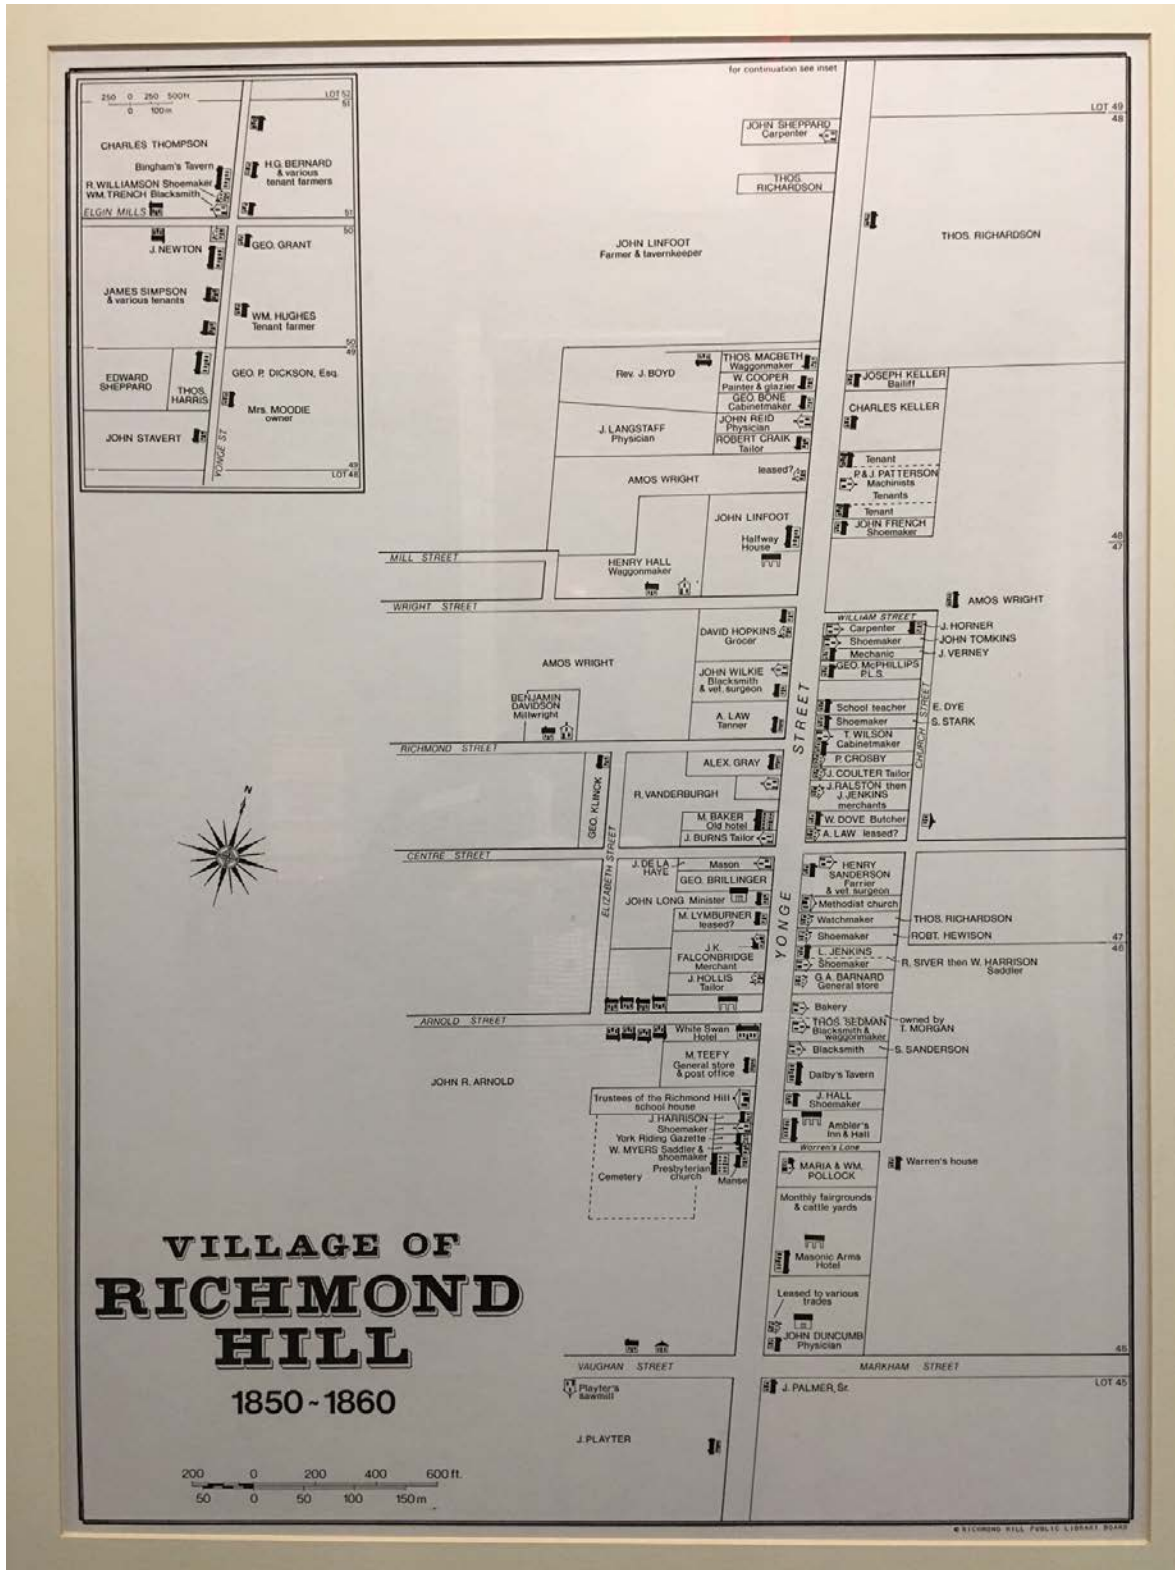 for continuation see inset
250 0 250 500ft
0 100m
LOT 52
51
CHARLES THOMPSON
Bingham's Tavern
R. WILLIAMSON Shoemaker
WM. TRENCH Blacksmith
ELGIN MILLS
H.G. BERNARD
& various
tenant farmers
51
50
J. NEWTON
GEO. GRANT
JAMES SIMPSON
& various tenants
WM. HUGHES
Tenant farmer
50
49
EDWARD
SHEPPARD
THOS.
HARRIS
GEO. P. DICKSON, Esq.
Mrs. MOODIE
owner
JOHN STAVERT
YONGE ST
49
LOT 48
LOT 49
48
JOHN SHEPPARD
Carpenter
THOS.
RICHARDSON
JOHN LINFOOT
Farmer & tavernkeeper
THOS. RICHARDSON
Rev. J. BOYD
THOS. MACBETH
Waggonmaker
W. COOPER
Painter & glazier
GEO. BONE
Cabinetmaker
JOHN REID
Physician
ROBERT CRAIK
Tailor
J. LANGSTAFF
Physician
JOSEPH KELLER
Bailiff
CHARLES KELLER
leased?
AMOS WRIGHT
Tenant
P.& J. PATTERSON
Machinists
Tenants
Tenant
JOHN FRENCH
Shoemaker
JOHN LINFOOT
Halfway
House
48
47
MILL STREET
HENRY HALL
Waggonmaker
WRIGHT STREET
AMOS WRIGHT
WILLIAM STREET
DAVID HOPKINS
Grocer
Carpenter
J. HORNER
Shoemaker
JOHN TOMKINS
Mechanic
J. VERNEY
GEO. McPHILLIPS
P.L.S.
AMOS WRIGHT
JOHN WILKIE
Blacksmith
& vet. surgeon
BENJAMIN
DAVIDSON
Millwright
A. LAW
Tanner
School teacher
E. DYE
Shoemaker
S. STARK
CHURCH STREET
T. WILSON
Cabinetmaker
RICHMOND STREET
P. CROSBY
ALEX. GRAY
J. COULTER Tailor
J. RALSTON then
J. JENKINS
merchants
R. VANDERBURGH
GEO. KLINCK
M. BAKER
Old hotel
J. BURNS Tailor
W. DOVE Butcher
A. LAW leased?
CENTRE STREET
ELIZABETH STREET
YONGE STREET
J. DE LA
HAYE
Mason
GEO. BRILLINGER
JOHN LONG Minister
M. LYMBURNER
leased?
J.K.
FALCONBRIDGE
Merchant
J. HOLLIS
Tailor
HENRY
SANDERSON
Farrier
& vet. surgeon
Methodist church
Watchmaker
THOS. RICHARDSON
Shoemaker
ROBT. HEWISON
47
46
L. JENKINS
Shoemaker
R. SIVER then W. HARRISON
Saddler
G.A. BARNARD
General store
ARNOLD STREET
Bakery
THOS. SEDMAN
Blacksmith &
waggonmaker
owned by
T. MORGAN
White Swan
Hotel
Blacksmith
S. SANDERSON
M. TEEFY
General store
& post office
Dalby's Tavern
JOHN R. ARNOLD
Trustees of the Richmond Hill
school house
J. HALL
Shoemaker
J. HARRISON
Shoemaker
York Riding Gazette
W. MYERS Saddler &
shoemaker
Ambler's
Inn & Hall
Warren's Lane
Cemetery
Presbyterian
church
Manse
MARIA & WM.
POLLOCK
Warren's house
Monthly fairgrounds
& cattle yards
Masonic Arms
Hotel
Leased to various
trades
JOHN DUNCUMB
Physician
46
VAUGHAN STREET
MARKHAM STREET
LOT 45
Playter's
sawmill
J. PALMER, Sr.
J. PLAYTER
N
VILLAGE OF
RICHMOND
HILL
1850~1860
200 0 200 400 600 ft.
50 0 50 100 150 m
© RICHMOND HILL PUBLIC LIBRARY BOARD